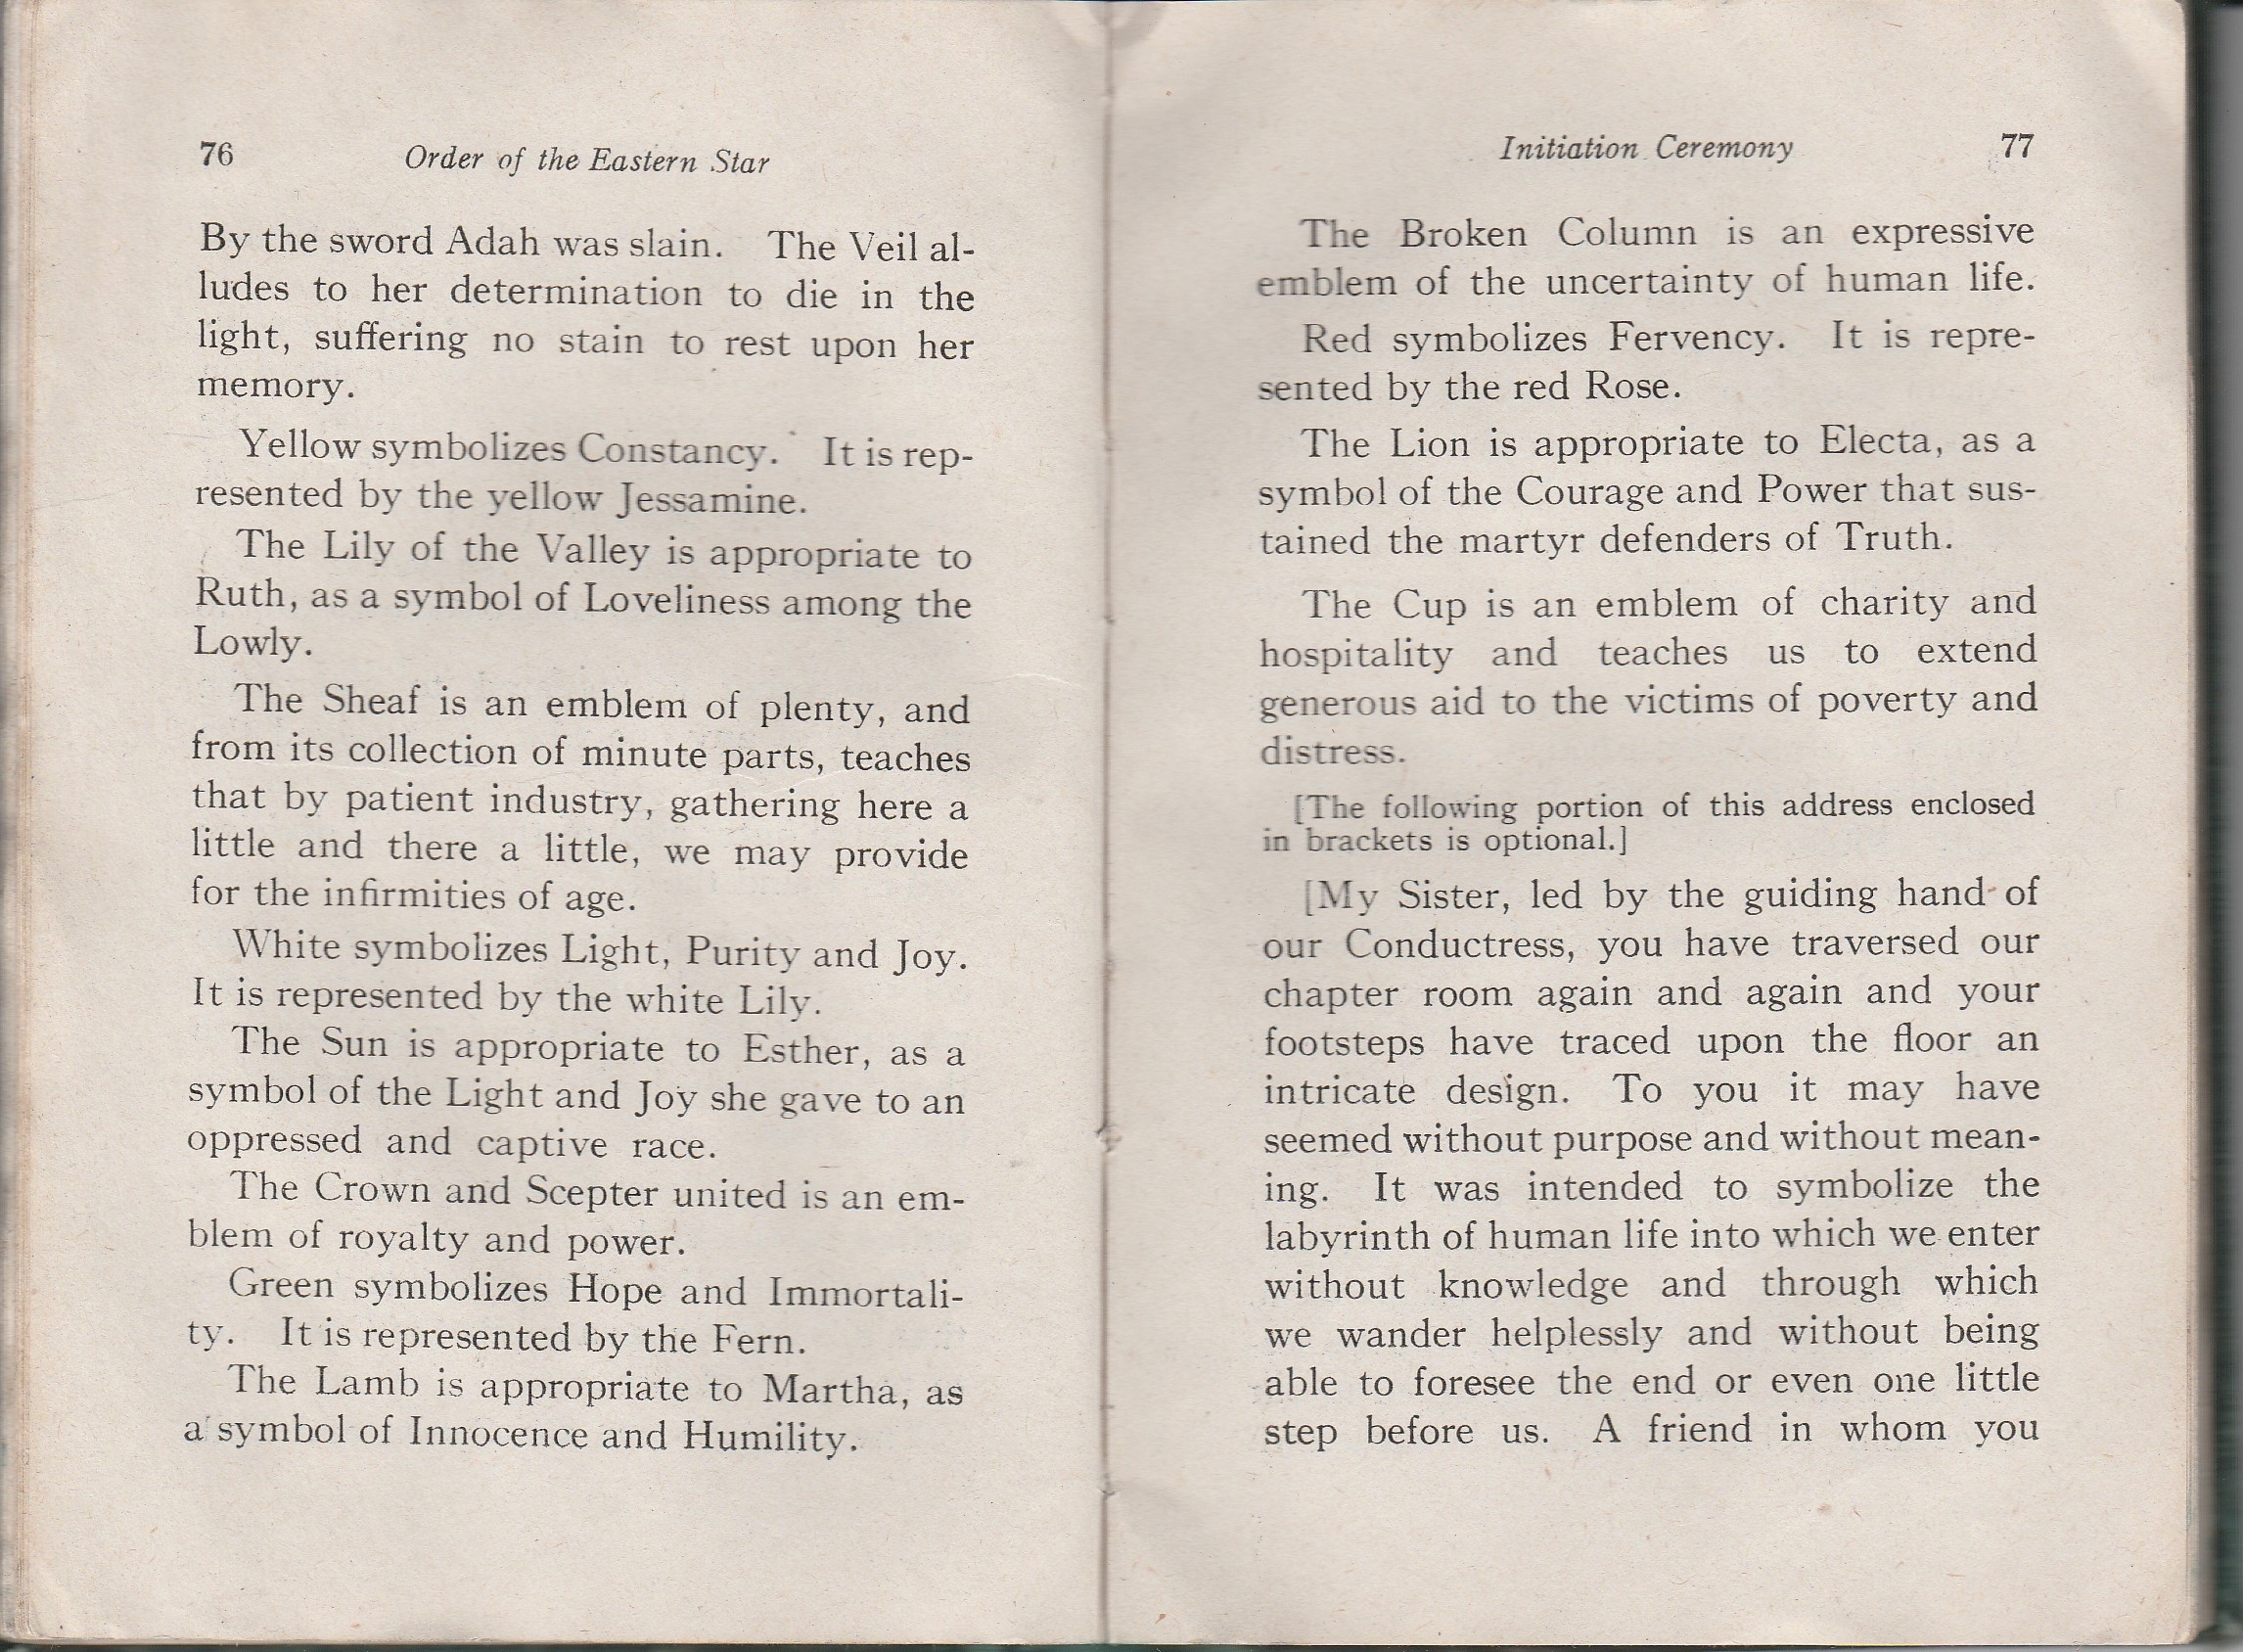 76 Order of the Eastern Star
By the sword Adah was slain. The Veil al-
ludes to her determination to die in the
light, suffering no stain to rest upon her
memory.
Yellow symbolizes Constancy. It is rep-
resented by the yellow Jessamine.
The Lily of the Valley is appropriate to
Ruth, as a symbol of Loveliness among the
Lowly.
The Sheaf is an emblem of plenty, and
from its collection of minute parts, teaches
that by patient industry, gathering here a
little and there a little, we may provide
for the infirmities of age.
White symbolizes Light, Purity and Joy.
It is represented by the white Lily.
The Sun is appropriate to Esther, as a
symbol of the Light and Joy she gave to an
oppressed and captive race.
The Crown and Scepter united is an em-
blem of royalty and power.
Green symbolizes Hope and Immortali-
ty. It is represented by the Fern.
The Lamb is appropriate to Martha, as
a symbol of Innocence and Humility.
Initiation Ceremony 77
The Broken Column is an expressive
emblem of the uncertainty of human life.
Red symbolizes Fervency. It is repre-
sented by the red Rose.
The Lion is appropriate to Electa, as a
symbol of the Courage and Power that sus-
tained the martyr defenders of Truth.
The Cup is an emblem of charity and
hospitality and teaches us to extend
generous aid to the victims of poverty and
distress.
[The following portion of this address enclosed
in brackets is optional.]
[My Sister, led by the guiding hand of
our Conductress, you have traversed our
chapter room again and again and your
footsteps have traced upon the floor an
intricate design. To you it may have
seemed without purpose and without mean-
ing. It was intended to symbolize the
labyrinth of human life into which we enter
without knowledge and through which
we wander helplessly and without being
able to foresee the end or even one little
step before us. A friend in whom you